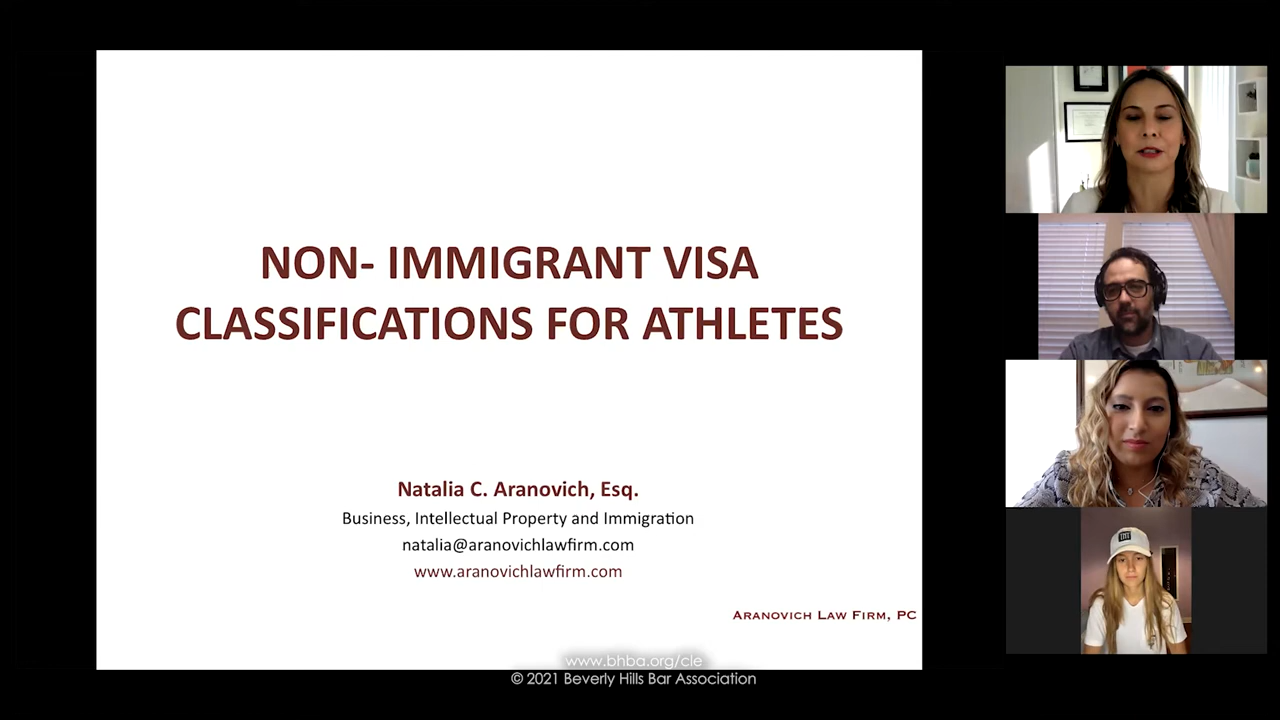 NON- IMMIGRANT VISA
CLASSIFICATIONS FOR ATHLETES
Natalia C. Aranovich, Esq.
Business, Intellectual Property and Immigration
natalia@aranovichlawfirm.com
www.aranovichlawfirm.com
ARANOVICH LAW FIRM, PC
www.bhba.org/cle
© 2021 Beverly Hills Bar Association